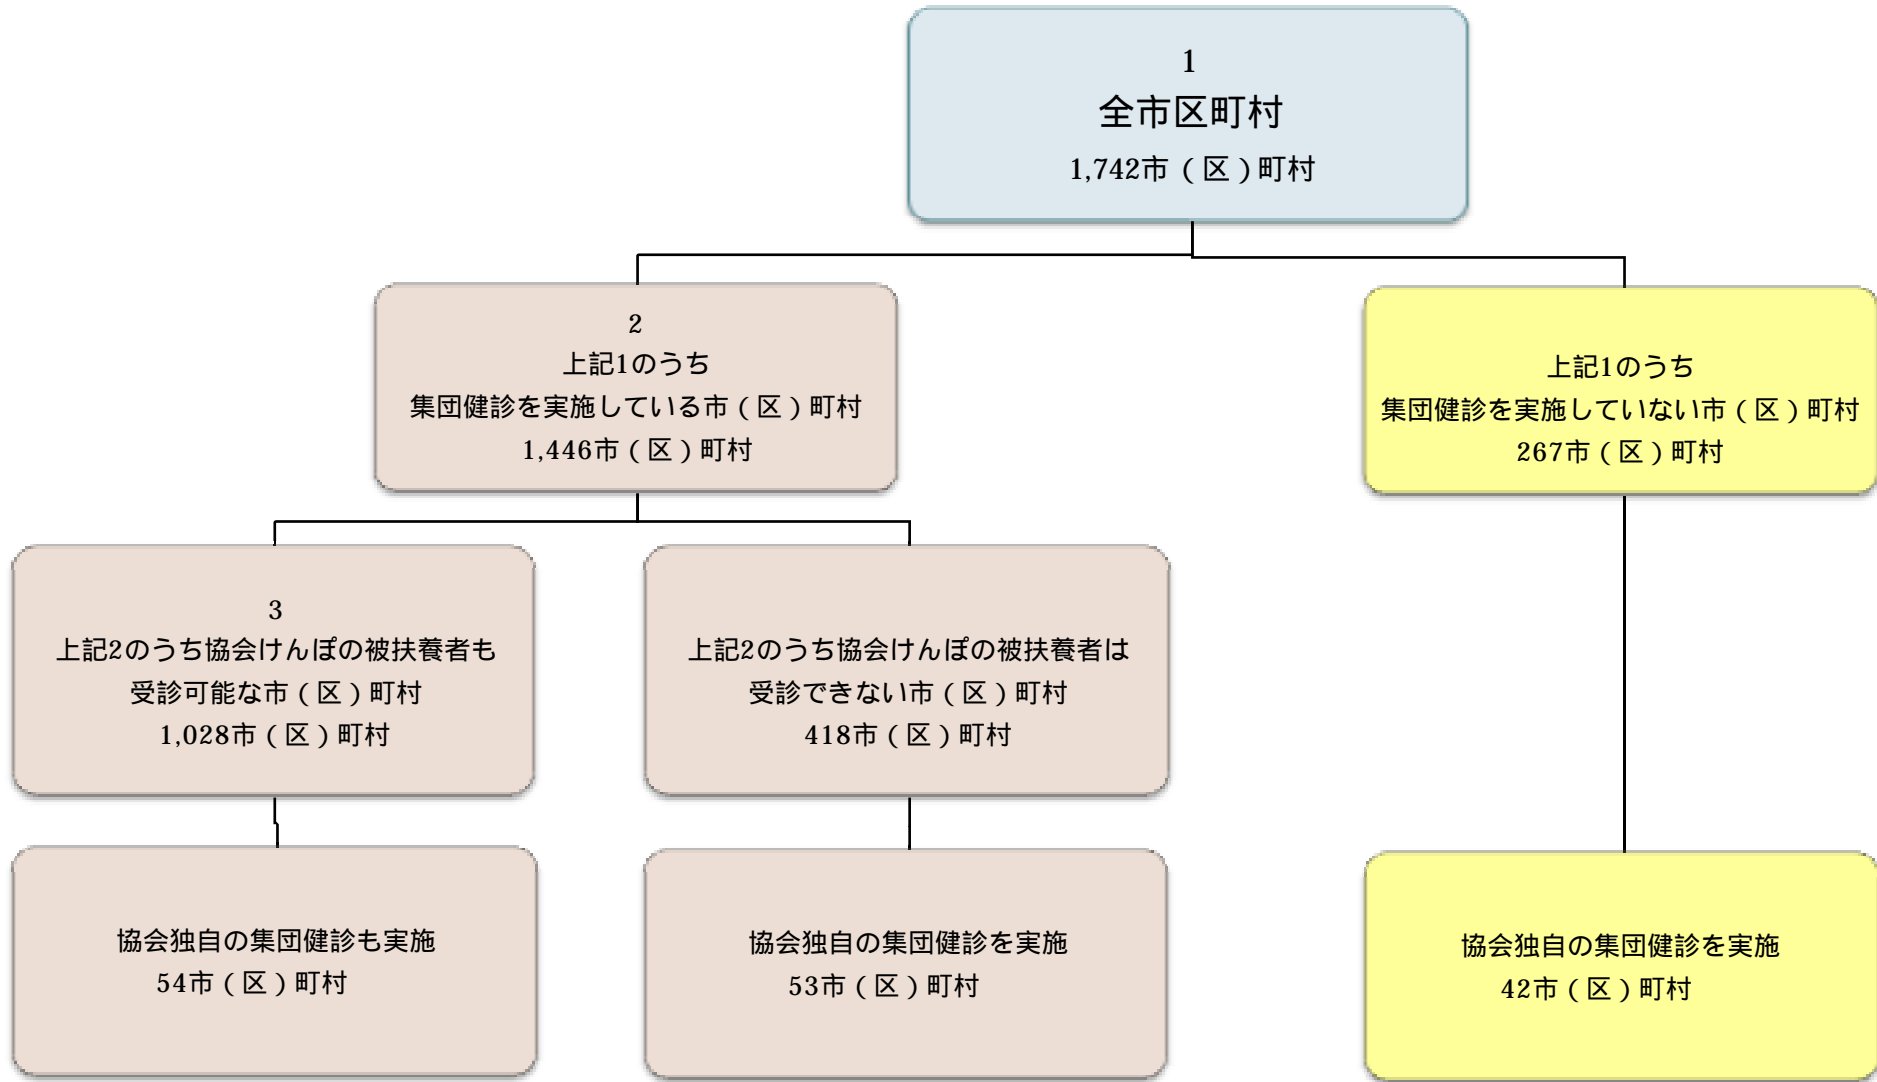 1
全市区町村
1,742市（区）町村
2
上記1のうち
集団健診を実施している市（区）町村
1,446市（区）町村
上記1のうち
集団健診を実施していない市（区）町村
267市（区）町村
3
上記2のうち協会けんぽの被扶養者も
受診可能な市（区）町村
1,028市（区）町村
上記2のうち協会けんぽの被扶養者は
受診できない市（区）町村
418市（区）町村
協会独自の集団健診も実施
54市（区）町村
協会独自の集団健診を実施
53市（区）町村
協会独自の集団健診を実施
42市（区）町村